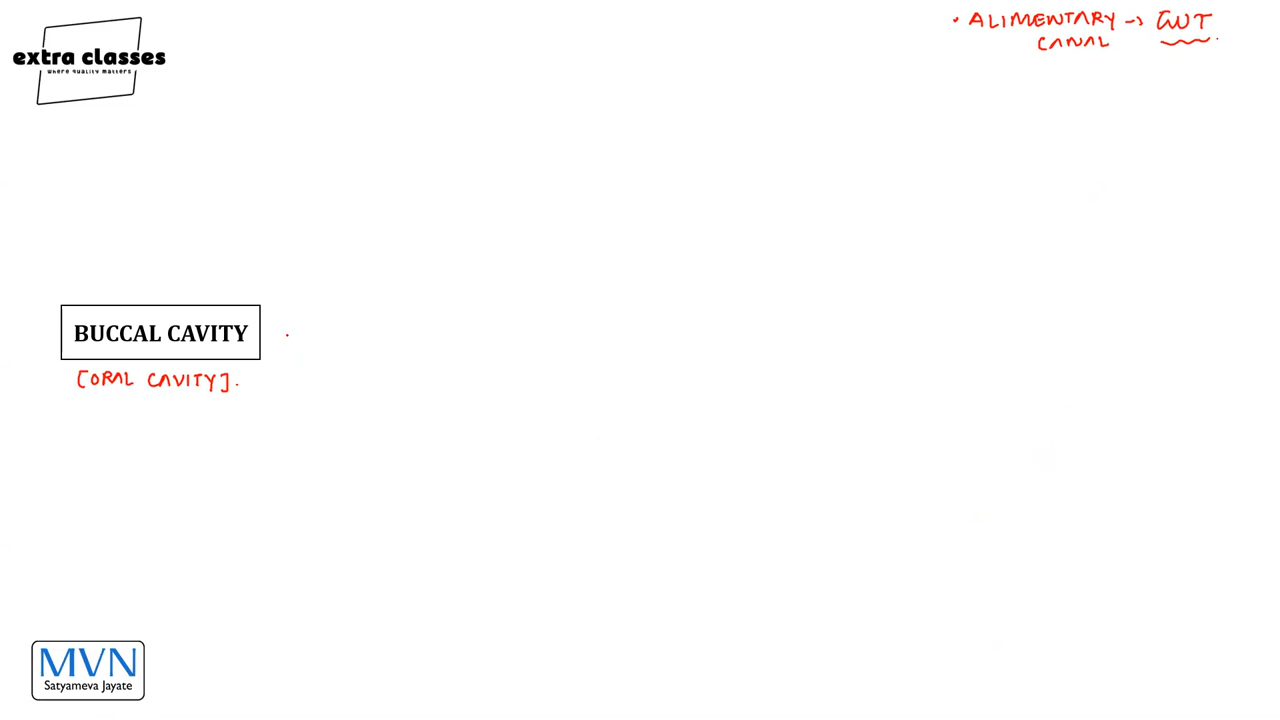 • ALIMENTARY → GUT
CANAL
extra classes
where quality matters
BUCCAL CAVITY
[ORAL CAVITY].
MVN
Satyameva Jayate